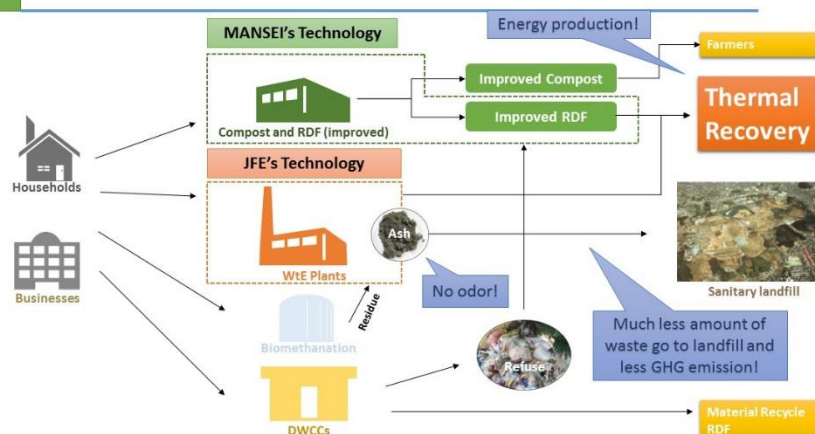 MANSEI's Technology
Energy production!
Farmers
Improved Compost
Improved RDF
Compost and RDF (improved)
Thermal
Recovery
JFE's Technology
Households
Ash
WtE Plants
No odor!
Sanitary landfill
Businesses
Residue
Biomethanation
Much less amount of
waste go to landfill and
less GHG emission!
Refuse
DWCCs
Material Recycle
RDF